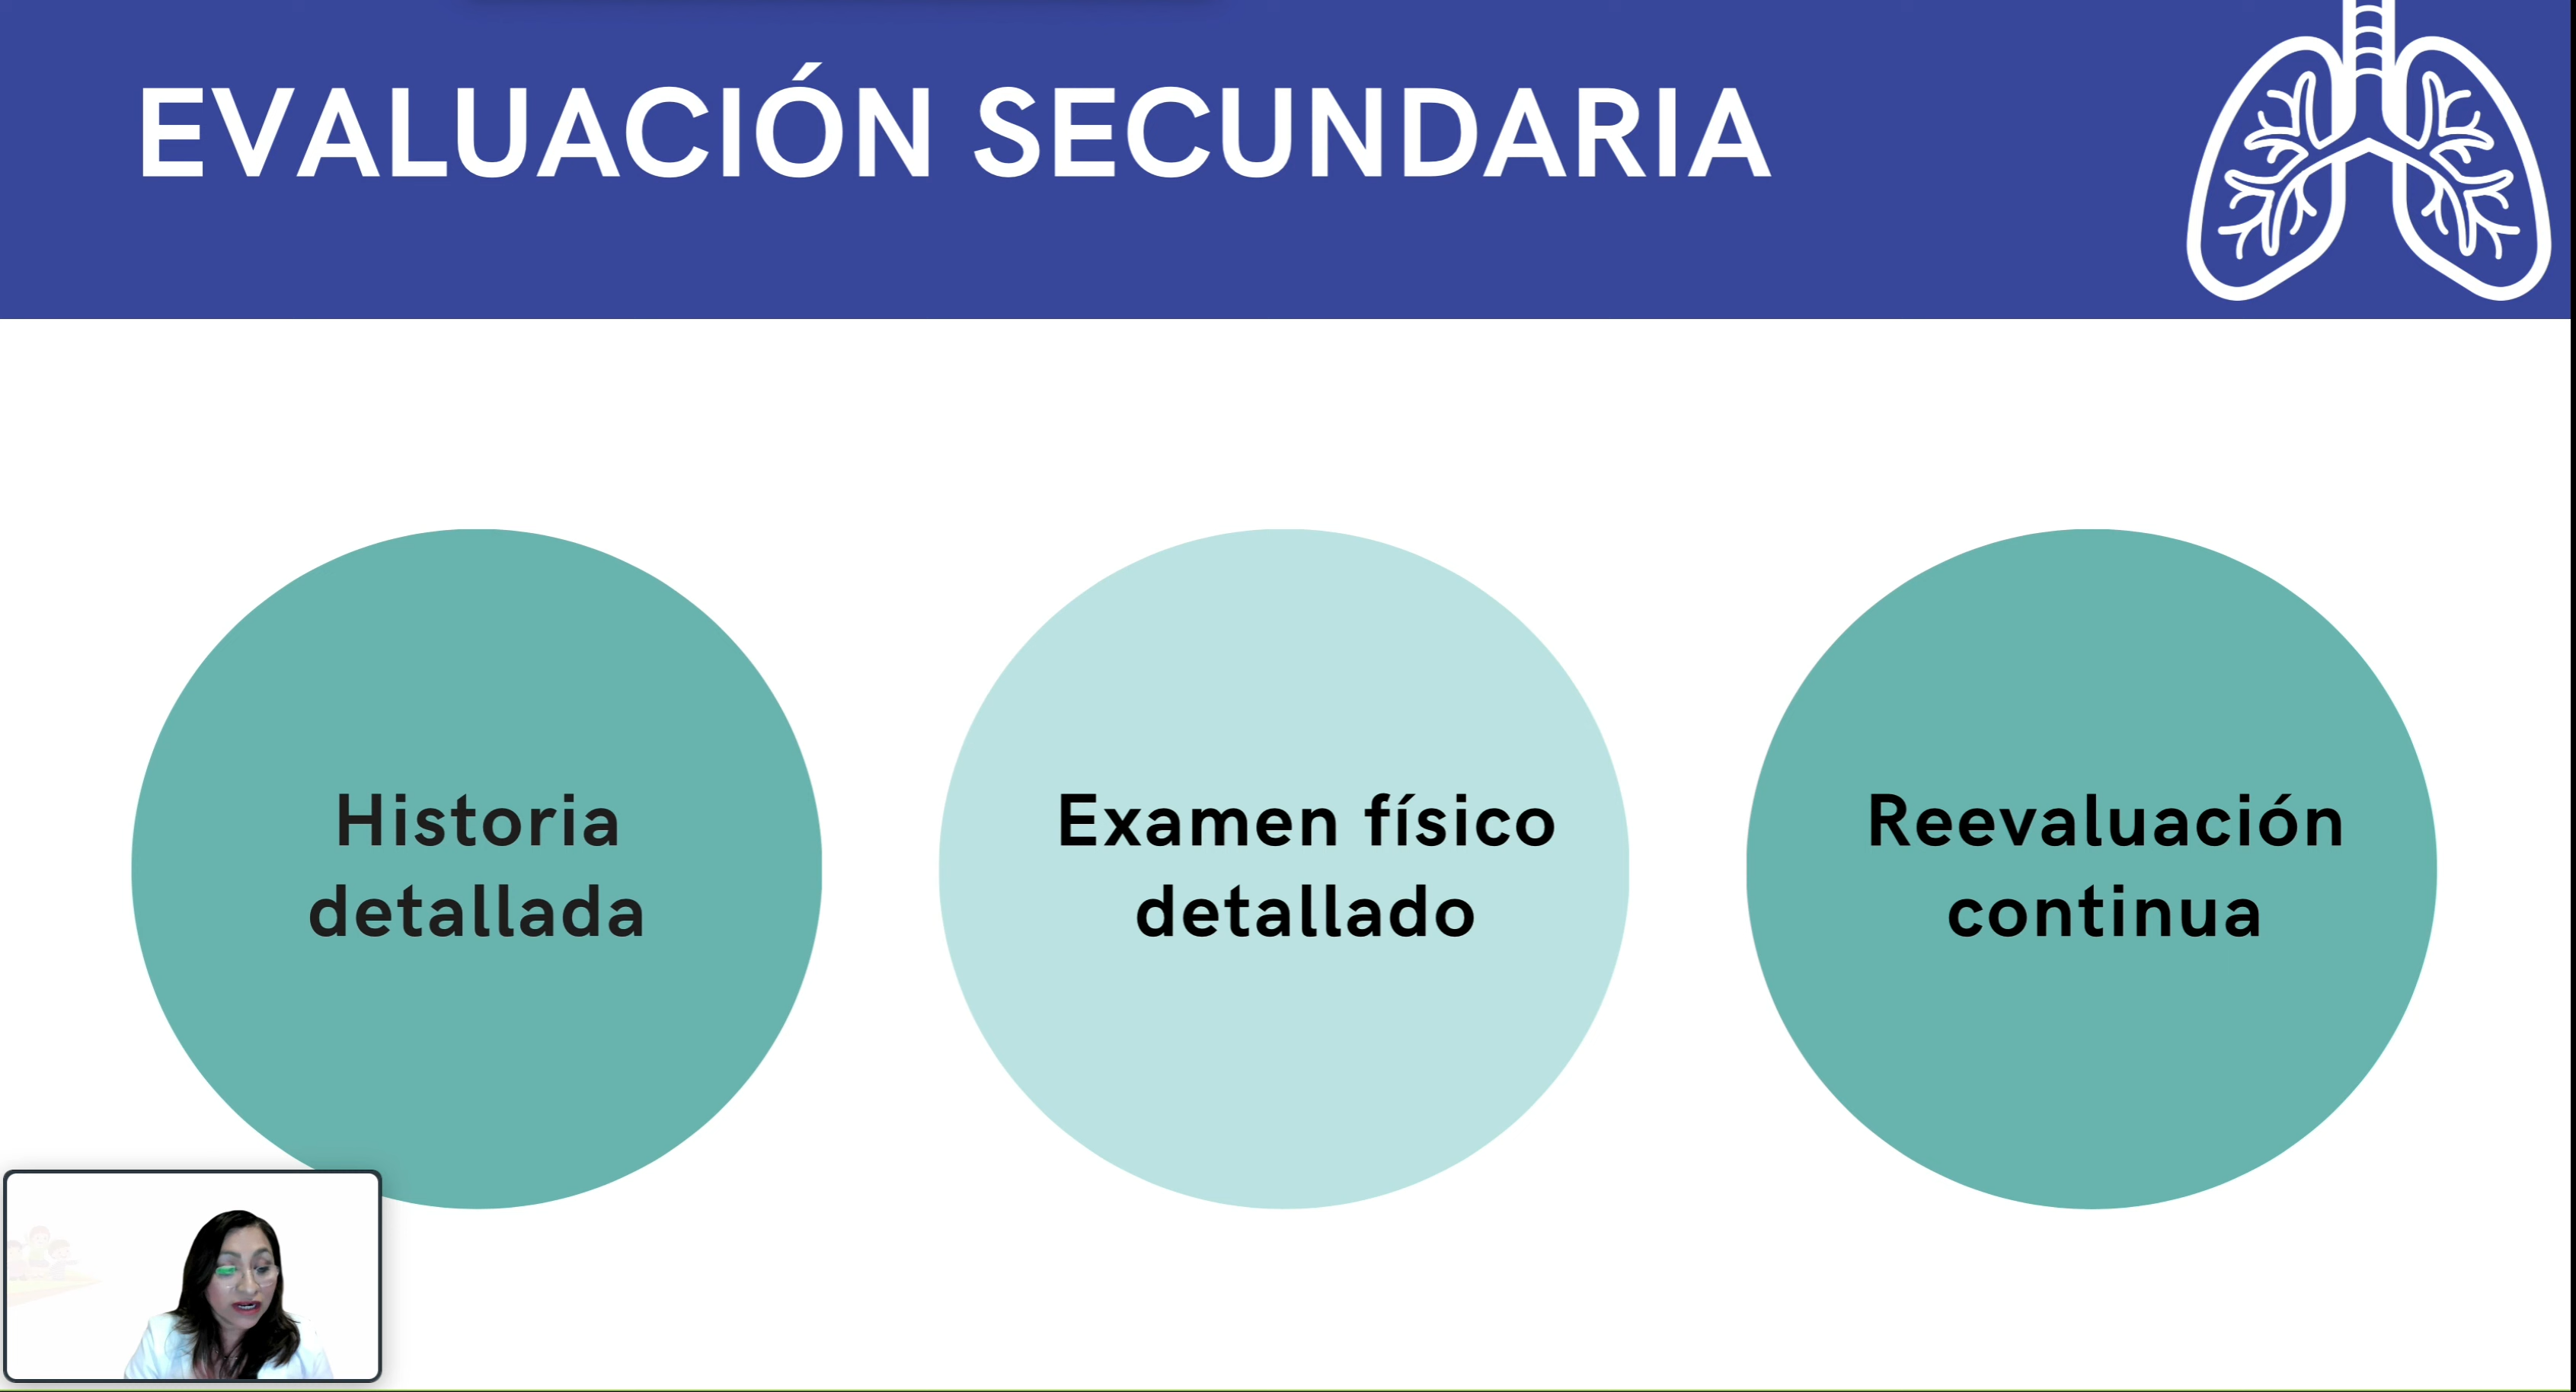 EVALUACIÓN SECUNDARIA
Historia
detallada
Examen físico
detallado
Reevaluación
continua